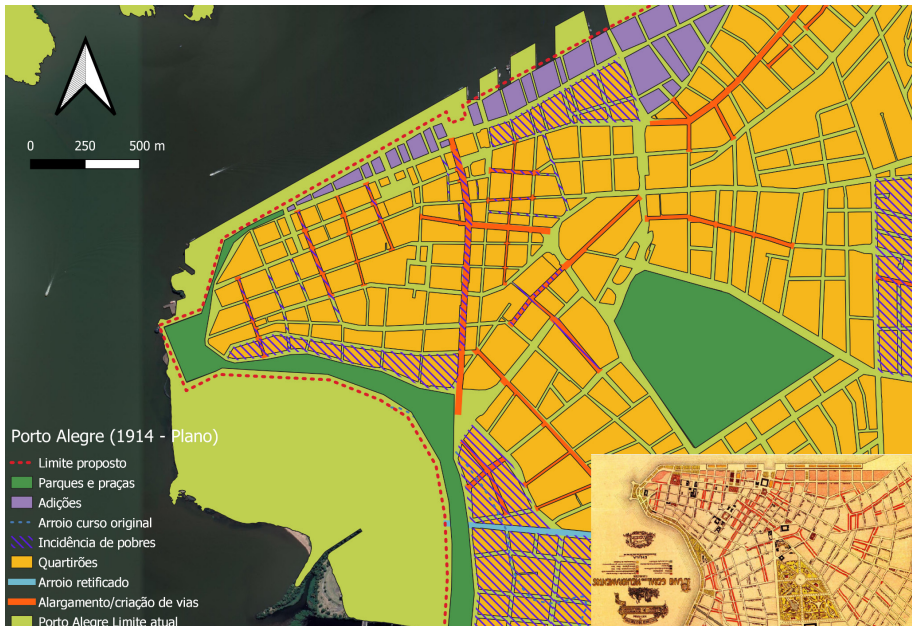 0 250 500 m
Porto Alegre (1914 - Plano)
Limite proposto
Parques e praças
Adições
Arroio curso original
Incidência de pobres
Quartirões
Arroio retificado
Alargamento/criação de vias
Porto Alegre Limite atual